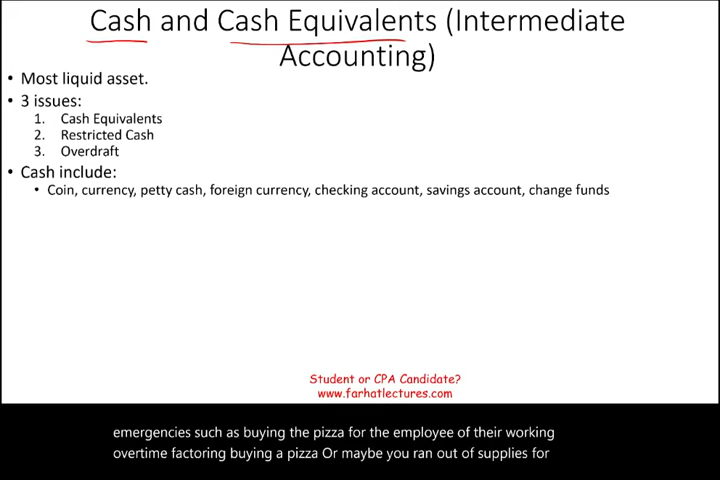 Cash and Cash Equivalents (Intermediate
Accounting)
• Most liquid asset.
• 3 issues:
1. Cash Equivalents
2. Restricted Cash
3. Overdraft
• Cash include:
• Coin, currency, petty cash, foreign currency, checking account, savings account, change funds
Student or CPA Candidate?
www.farhatlectures.com
emergencies such as buying the pizza for the employee of their working
overtime factoring buying a pizza Or maybe you ran out of supplies for